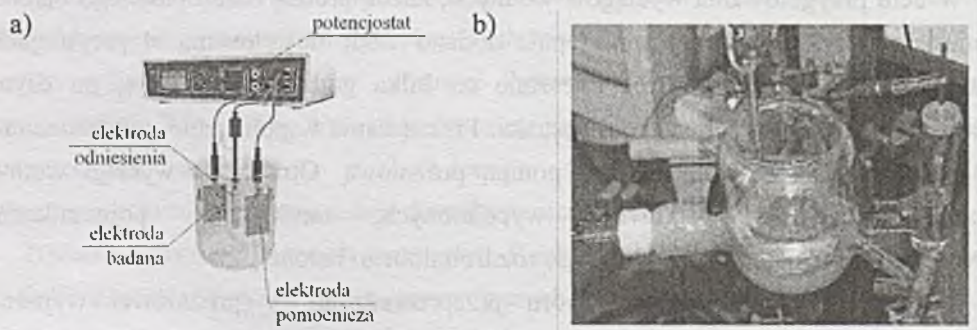 a)
potencjostat
b)
elektroda
odniesienia
elektroda
badana
elektroda
pomocnicza